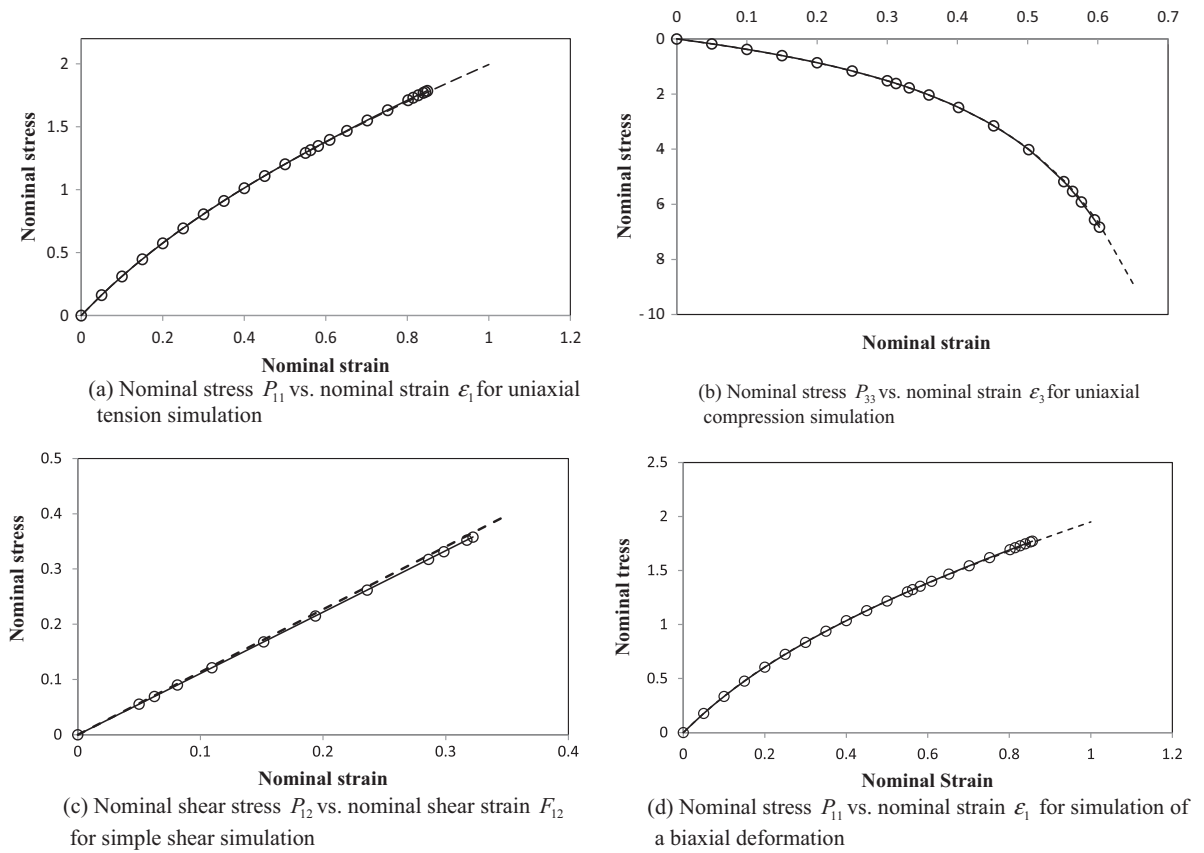 2
1.5
1
0.5
0
0 0.2 0.4 0.6 0.8 1 1.2
Nominal stress
Nominal strain
(a) Nominal stress P₁₁ vs. nominal strain ε₁ for uniaxial
tension simulation
0 0.1 0.2 0.3 0.4 0.5 0.6 0.7
0
2
4
6
8
- 10
Nominal stress
Nominal strain
(b) Nominal stress P₃₃ vs. nominal strain ε₃ for uniaxial
compression simulation
0.5
0.4
0.3
0.2
0.1
0
0 0.1 0.2 0.3 0.4
Nominal stress
Nominal strain
(c) Nominal shear stress P₁₂ vs. nominal shear strain F₁₂
for simple shear simulation
2.5
2
1.5
1
0.5
0
0 0.2 0.4 0.6 0.8 1 1.2
Nominal tress
Nominal Strain
(d) Nominal stress P₁₁ vs. nominal strain ε₁ for simulation of
a biaxial deformation